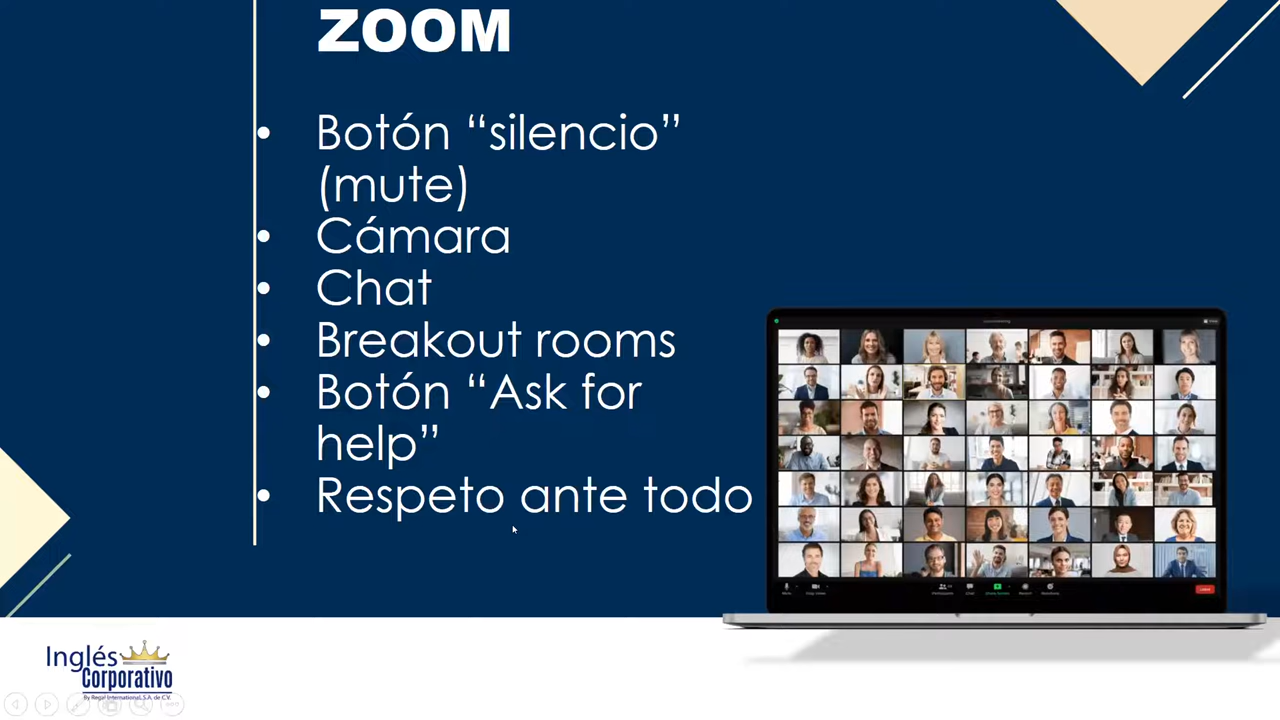 ZOOM
• Botón “silencio”
(mute)
• Cámara
• Chat
• Breakout rooms
• Botón “Ask for
help”
• Respeto ante todo
Inglés
Corporativo
By Regal International, S.A. de C.V.